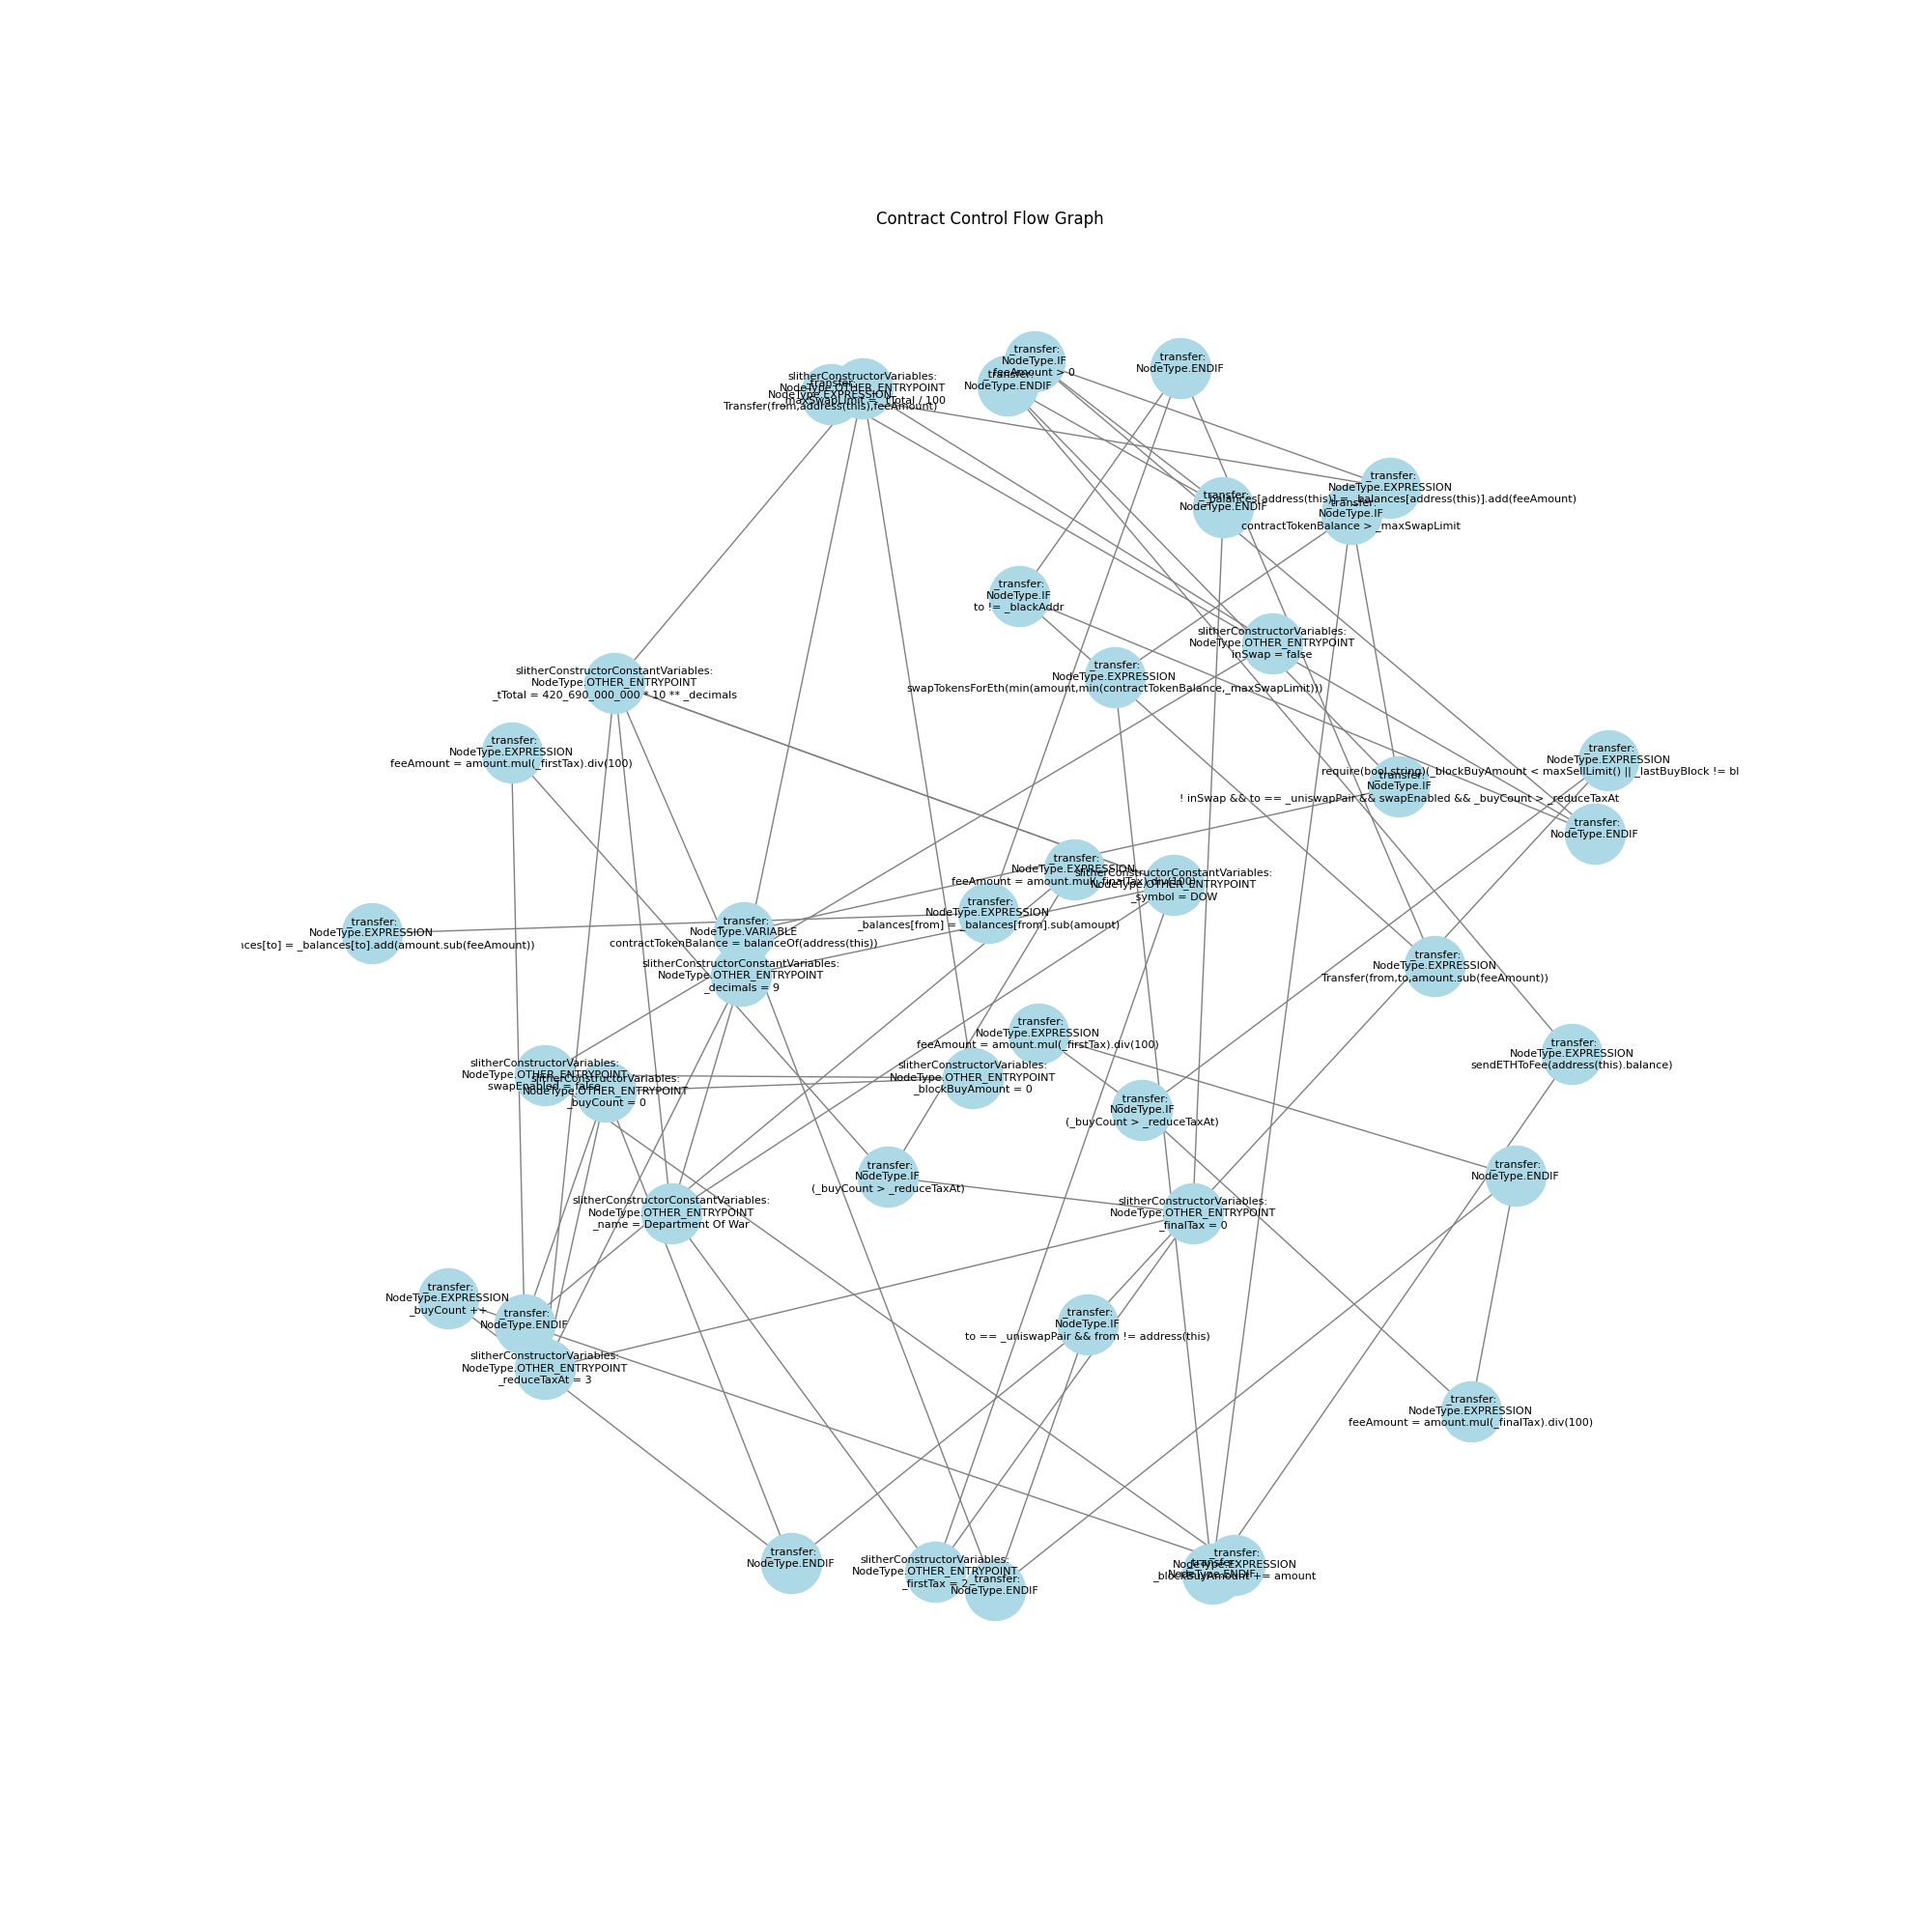 Contract Control Flow Graph
_transfer:
NodeType.IF
feeAmount > 0
_transfer:
NodeType.ENDIF
_transfer:
NodeType.ENDIF
slitherConstructorVariables:
NodeType.OTHER_ENTRYPOINT
_maxSwapLimit = _tTotal / 100
_transfer:
NodeType.EXPRESSION
Transfer(from,address(this),feeAmount)
_transfer:
NodeType.EXPRESSION
_balances[address(this)] = _balances[address(this)].add(feeAmount)
_transfer:
NodeType.ENDIF
_transfer:
NodeType.IF
contractTokenBalance > _maxSwapLimit
_transfer:
NodeType.IF
to != _blackAddr
slitherConstructorVariables:
NodeType.OTHER_ENTRYPOINT
inSwap = false
_transfer:
NodeType.EXPRESSION
swapTokensForEth(min(amount,min(contractTokenBalance,_maxSwapLimit)))
slitherConstructorConstantVariables:
NodeType.OTHER_ENTRYPOINT
_tTotal = 420_690_000_000 * 10 ** _decimals
_transfer:
NodeType.EXPRESSION
feeAmount = amount.mul(_firstTax).div(100)
_transfer:
NodeType.EXPRESSION
require(bool,string)(_blockBuyAmount < maxSellLimit() || _lastBuyBlock != bl
_transfer:
NodeType.IF
! inSwap && to == _uniswapPair && swapEnabled && _buyCount > _reduceTaxAt
_transfer:
NodeType.ENDIF
_transfer:
NodeType.EXPRESSION
feeAmount = amount.mul(_finalTax).div(100)
slitherConstructorConstantVariables:
NodeType.OTHER_ENTRYPOINT
_symbol = DOW
_transfer:
NodeType.EXPRESSION
_balances[from] = _balances[from].sub(amount)
_transfer:
NodeType.EXPRESSION
nces[to] = _balances[to].add(amount.sub(feeAmount))
_transfer:
NodeType.VARIABLE
contractTokenBalance = balanceOf(address(this))
slitherConstructorConstantVariables:
NodeType.OTHER_ENTRYPOINT
_decimals = 9
_transfer:
NodeType.EXPRESSION
Transfer(from,to,amount.sub(feeAmount))
_transfer:
NodeType.EXPRESSION
feeAmount = amount.mul(_firstTax).div(100)
_transfer:
NodeType.EXPRESSION
sendETHToFee(address(this).balance)
slitherConstructorVariables:
NodeType.OTHER_ENTRYPOINT
swapEnabled = false
slitherConstructorVariables:
NodeType.OTHER_ENTRYPOINT
_buyCount = 0
slitherConstructorVariables:
NodeType.OTHER_ENTRYPOINT
_blockBuyAmount = 0
_transfer:
NodeType.IF
(_buyCount > _reduceTaxAt)
_transfer:
NodeType.IF
(_buyCount > _reduceTaxAt)
_transfer:
NodeType.ENDIF
slitherConstructorConstantVariables:
NodeType.OTHER_ENTRYPOINT
_name = Department Of War
slitherConstructorVariables:
NodeType.OTHER_ENTRYPOINT
_finalTax = 0
_transfer:
NodeType.EXPRESSION
_buyCount ++
_transfer:
NodeType.ENDIF
_transfer:
NodeType.IF
to == _uniswapPair && from != address(this)
slitherConstructorVariables:
NodeType.OTHER_ENTRYPOINT
_reduceTaxAt = 3
_transfer:
NodeType.EXPRESSION
feeAmount = amount.mul(_finalTax).div(100)
_transfer:
NodeType.ENDIF
slitherConstructorVariables:
NodeType.OTHER_ENTRYPOINT
_firstTax = 2
_transfer:
NodeType.ENDIF
_transfer:
NodeType.EXPRESSION
_blockBuyAmount += amount
_transfer:
NodeType.ENDIF